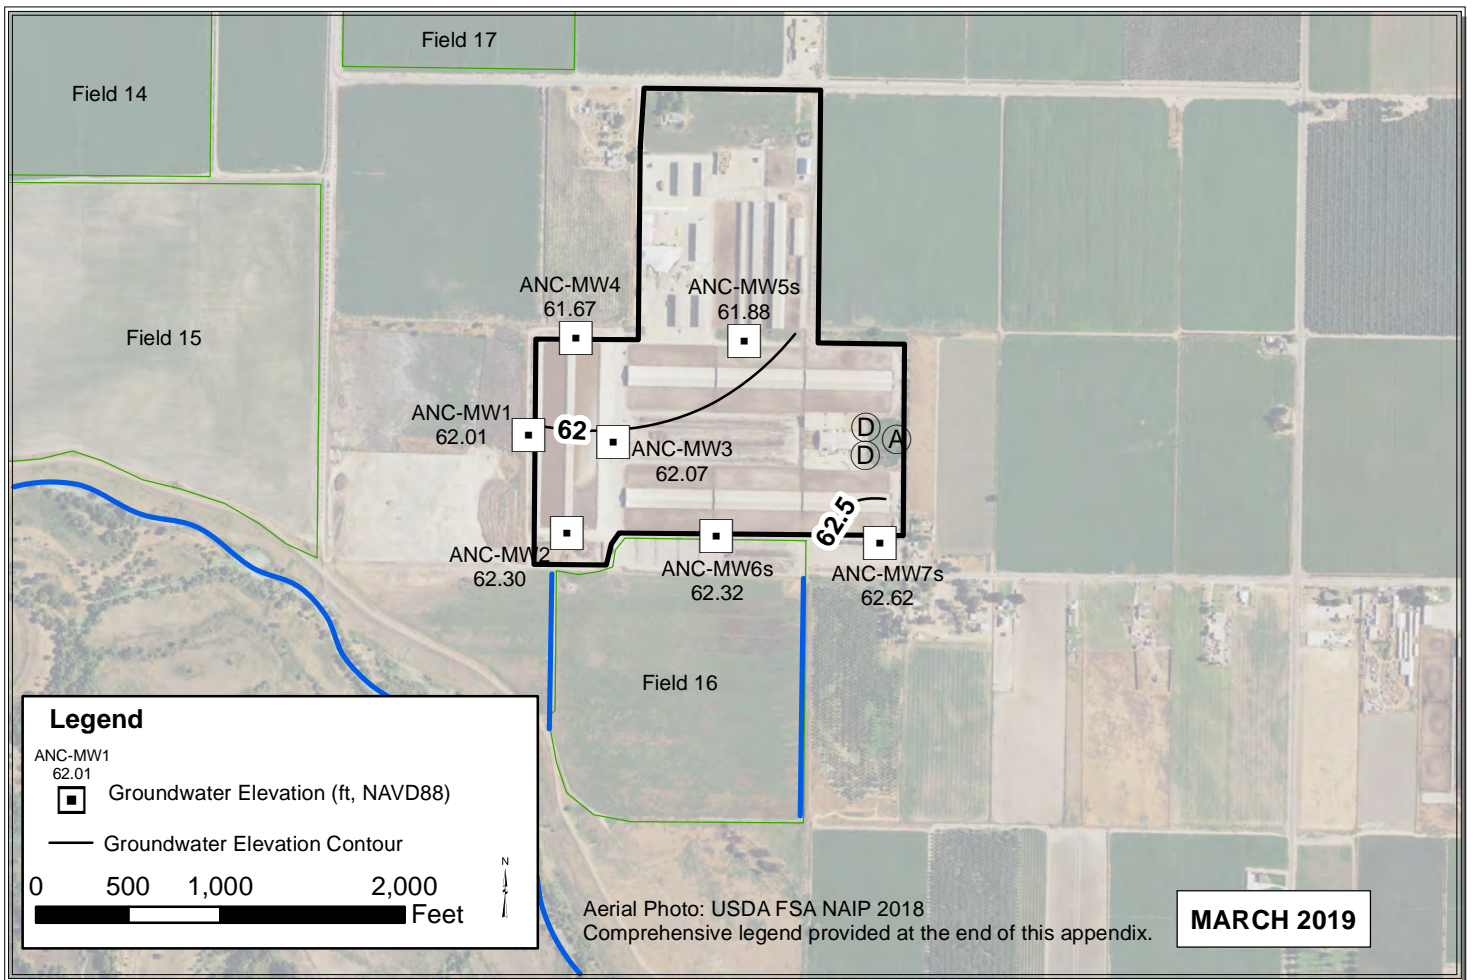 Field 17
Field 14
ANC-MW4
61.67
ANC-MW5s
61.88
Field 15
ANC-MW1
62.01
62
ANC-MW3
62.07
D
A
D
62.5
ANC-MW2
62.30
ANC-MW6s
62.32
ANC-MW7s
62.62
Field 16
Legend
ANC-MW1
62.01
Groundwater Elevation (ft, NAVD88)
Groundwater Elevation Contour
N
0 500 1,000 2,000
Feet
Aerial Photo: USDA FSA NAIP 2018
Comprehensive legend provided at the end of this appendix.
MARCH 2019